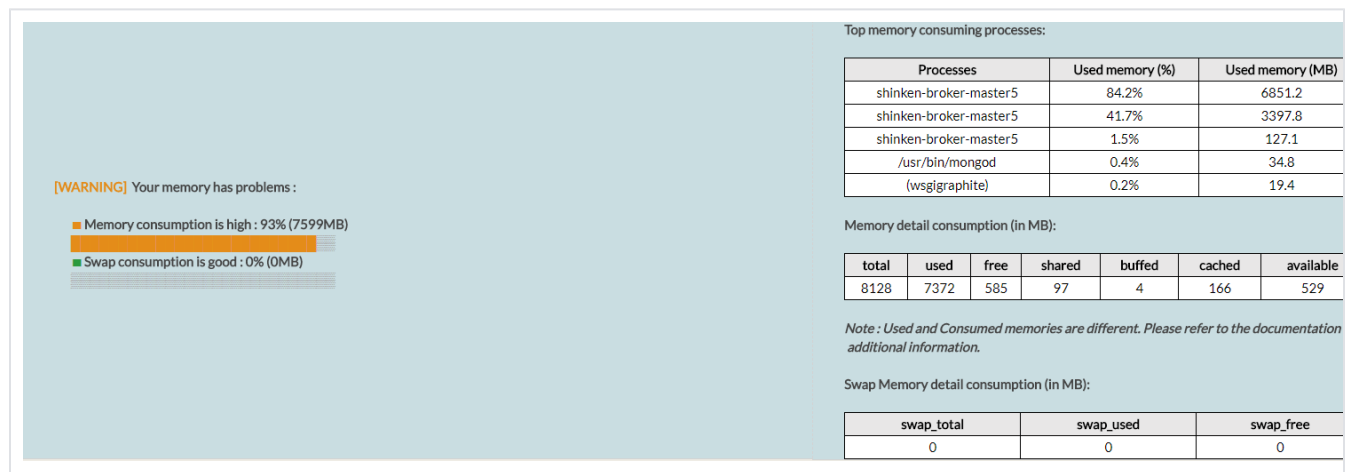 [WARNING] Your memory has problems :
Memory consumption is high : 93% (7599MB)
Swap consumption is good : 0% (0MB)
Top memory consuming processes:
Processes Used memory (%) Used memory (MB)
shinken-broker-master5 84.2% 6851.2
shinken-broker-master5 41.7% 3397.8
shinken-broker-master5 1.5% 127.1
/usr/bin/mongod 0.4% 34.8
(wsgigraphite) 0.2% 19.4
Memory detail consumption (in MB):
total used free shared buffed cached available
8128 7372 585 97 4 166 529
Note : Used and Consumed memories are different. Please refer to the documentation
additional information.
Swap Memory detail consumption (in MB):
swap_total swap_used swap_free
0 0 0